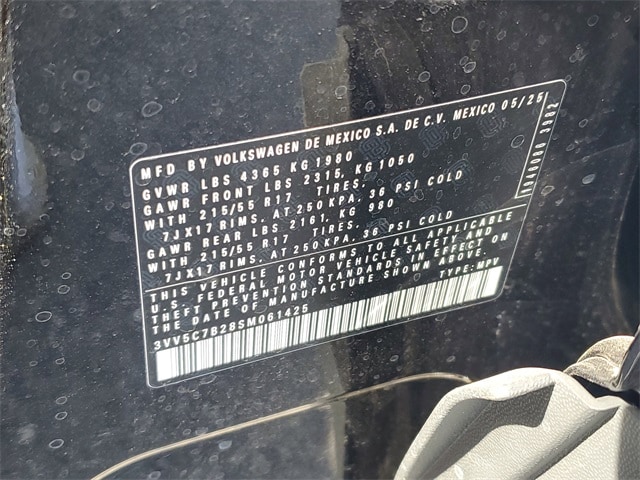 MFD BY VOLKSWAGEN DE MEXICO S.A. DE C.V. MEXICO 05/25
GVWR LBS 4365 KG 1980
GAWR FRONT LBS 2315, KG 1050
WITH 215/55 R17 TIRES,
7JX17 RIMS, AT 250 KPA, 36 PSI COLD
GAWR REAR LBS 2161, KG 980
WITH 215/55 R17 TIRES,
7JX17 RIMS, AT 250 KPA, 36 PSI COLD
THIS VEHICLE CONFORMS TO ALL APPLICABLE
U.S. FEDERAL MOTOR VEHICLE SAFETY AND
THEFT PREVENTION STANDARDS IN EFFECT ON
THE DATE OF MANUFACTURE SHOWN ABOVE.
TYPE: MPV
3VV5C7B28SM061425